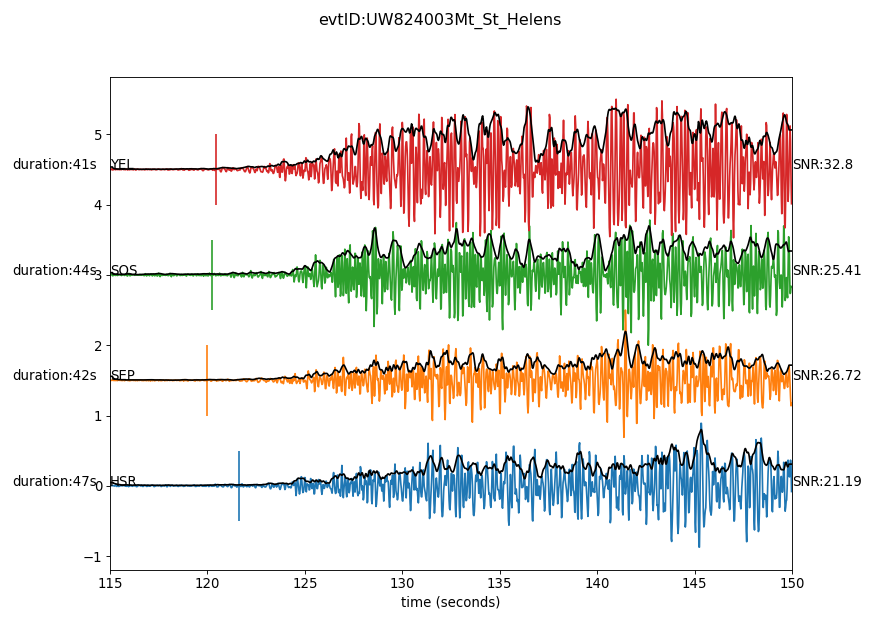 evtID:UW824003Mt_St_Helens
5
duration:41s YEL SNR:32.8
4
duration:44s SOS SNR:25.41
3
2
duration:42s SEP SNR:26.72
1
duration:47s HSR SNR:21.19
0
−1
115 120 125 130 135 140 145 150
time (seconds)